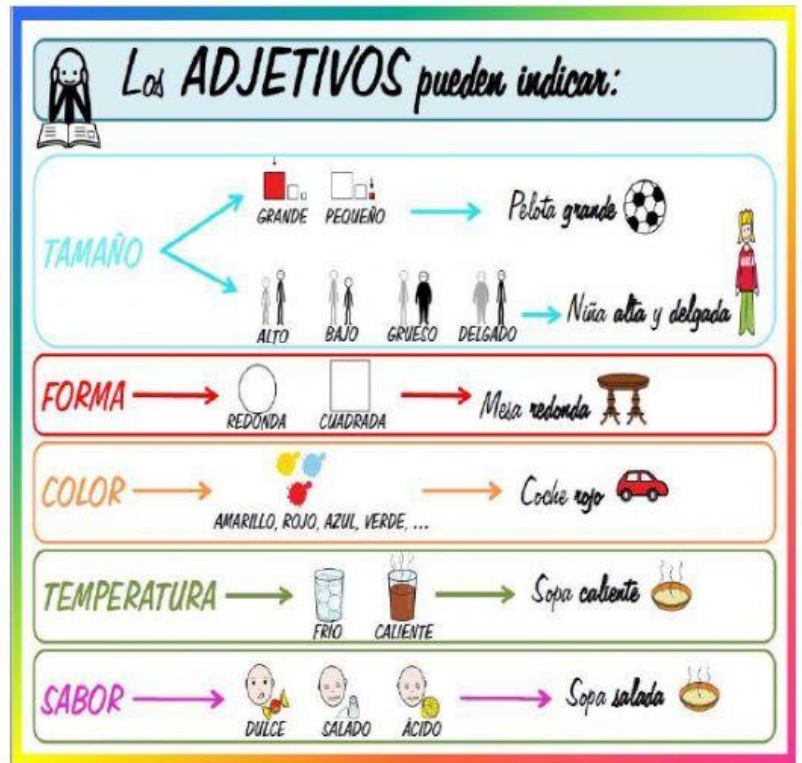 Los ADJETIVOS pueden indicar:
TAMAÑO
GRANDE PEQUEÑO
Pelota grande
ALTO BAJO GRUESO DELGADO
Niña alta y delgada
FORMA
REDONDA CUADRADA
Mesa redonda
COLOR
AMARILLO, ROJO, AZUL, VERDE, ...
Coche rojo
TEMPERATURA
FRÍO CALIENTE
Sopa caliente
SABOR
DULCE SALADO ÁCIDO
Sopa salada